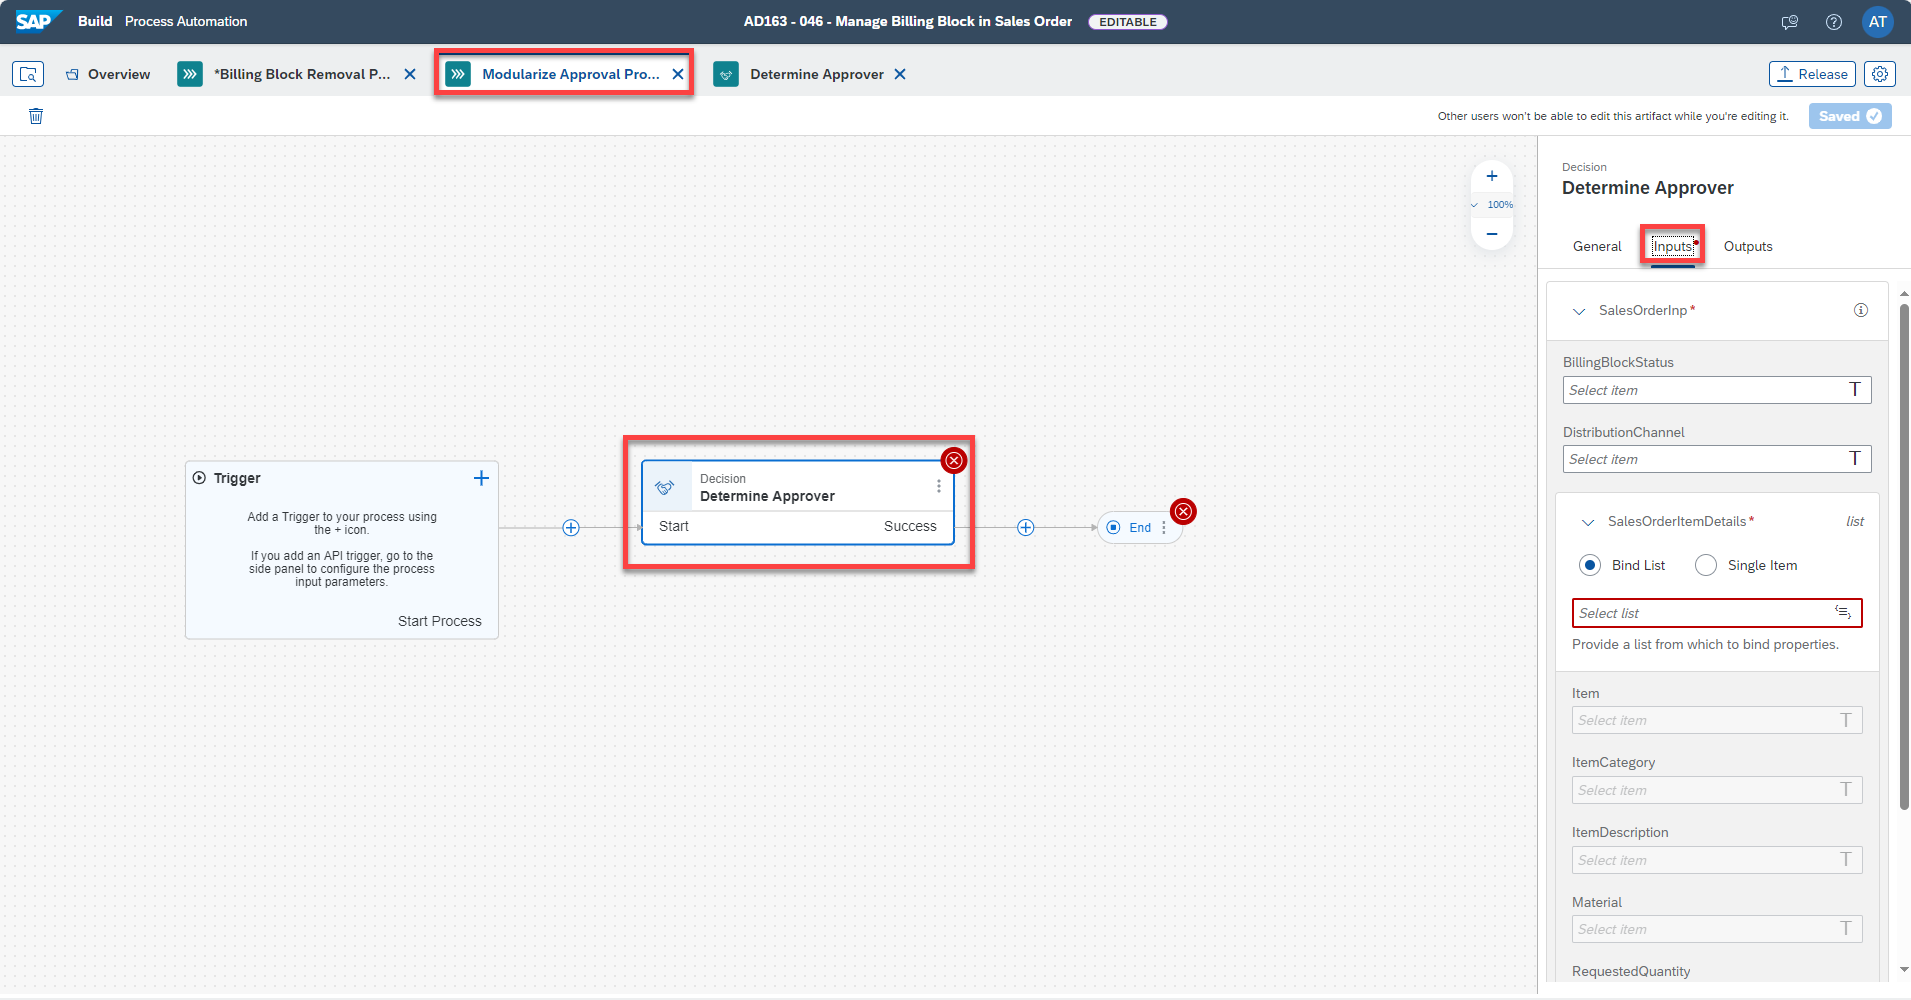 SAP Build Process Automation
AD163 - 046 - Manage Billing Block in Sales Order EDITABLE
AT
Overview
*Billing Block Removal P...
Modularize Approval Pro...
Determine Approver
Release
Other users won't be able to edit this artifact while you're editing it.
Saved
100%
Trigger
Add a Trigger to your process using
the + icon.
If you add an API trigger, go to the
side panel to configure the process
input parameters.
Start Process
Decision
Determine Approver
Start Success
End
Decision
Determine Approver
General Inputs Outputs
SalesOrderInp*
BillingBlockStatus
Select item
DistributionChannel
Select item
SalesOrderItemDetails* list
Bind List Single Item
Select list
Provide a list from which to bind properties.
Item
Select item
ItemCategory
Select item
ItemDescription
Select item
Material
Select item
RequestedQuantity